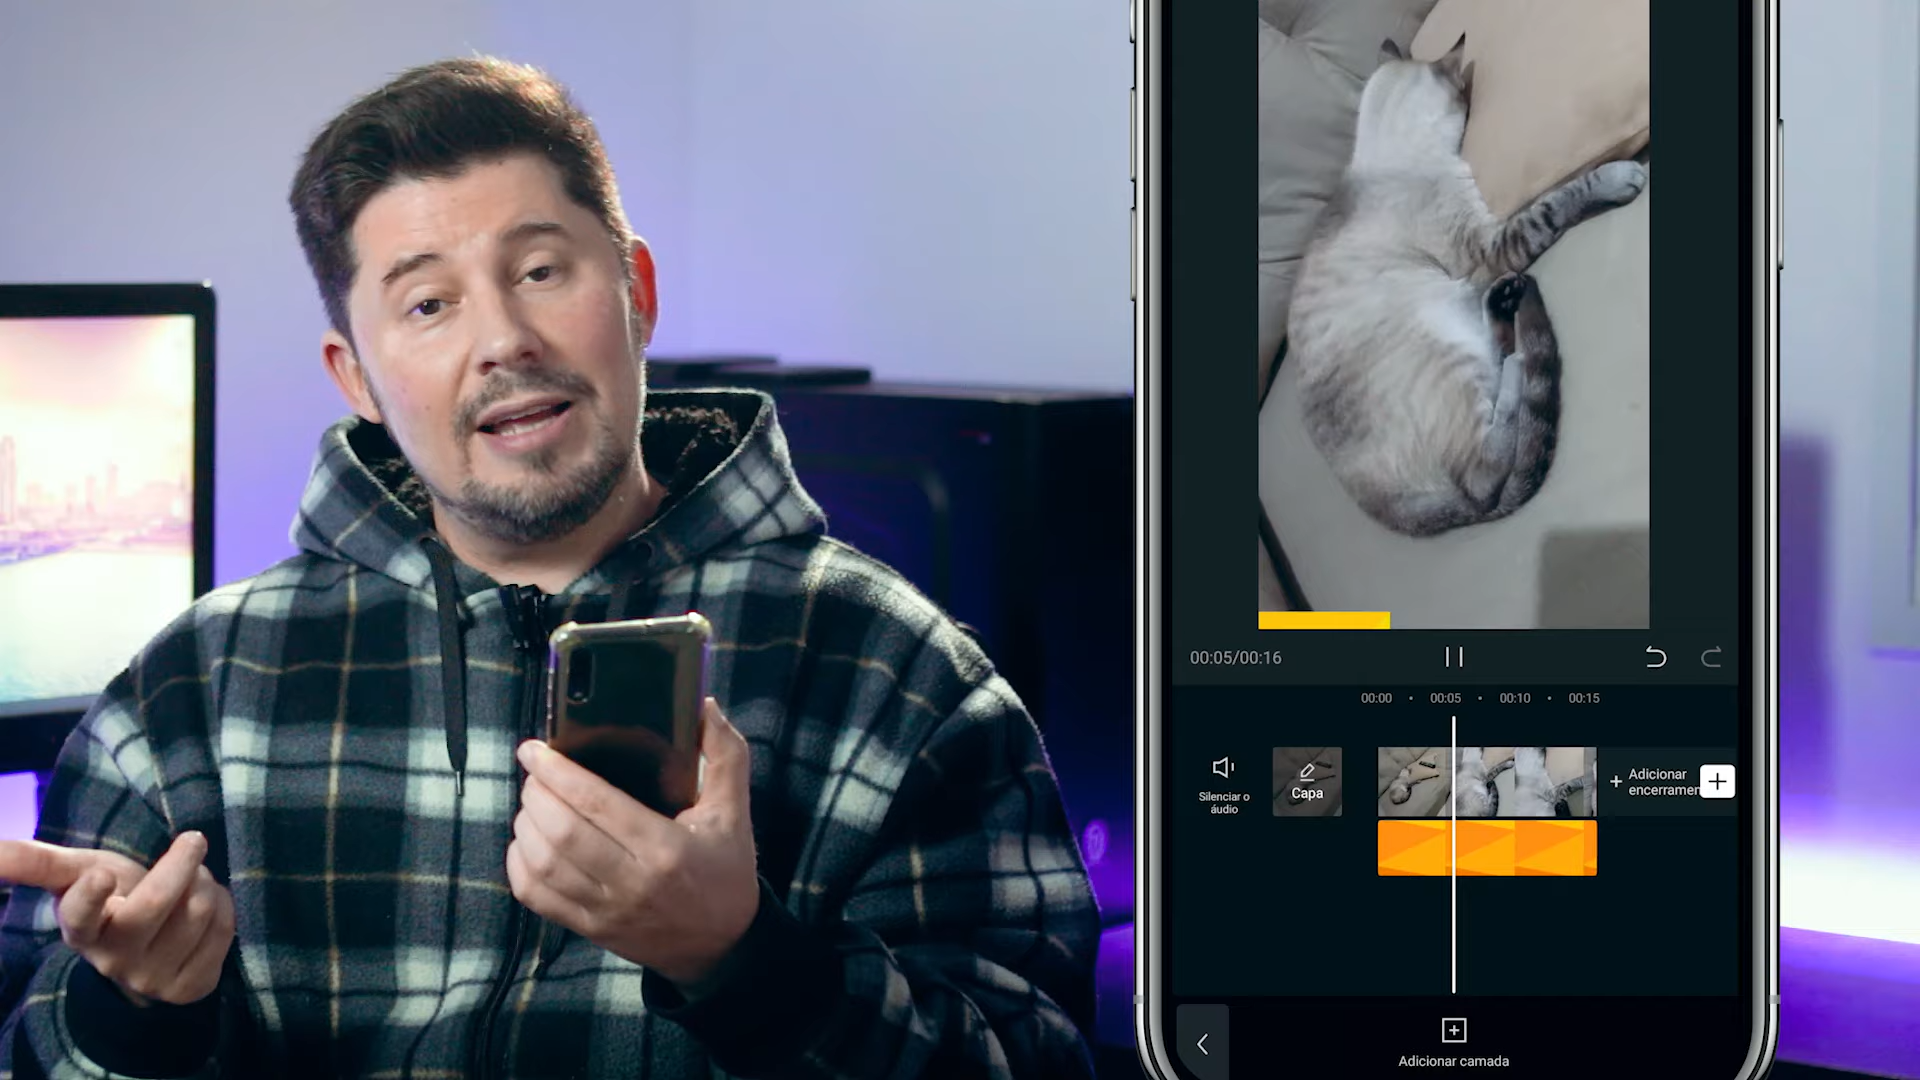 00:05/00:16
00:00 • 00:05 • 00:10 • 00:15
Silenciar o
áudio
Capa
+ Adicionar
encerramen
Adicionar camada